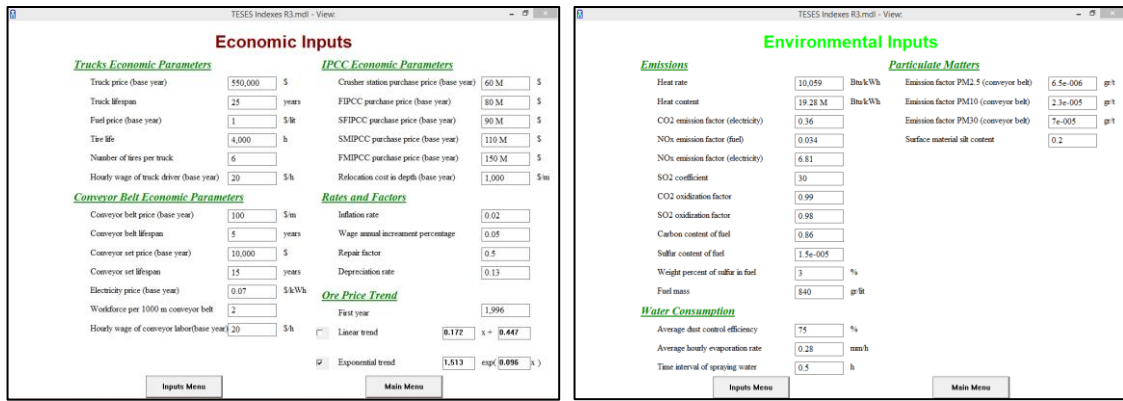 TESES Indexes R3.mdl - View:
Economic Inputs
Trucks Economic Parameters
Truck price (base year) 550,000 $
Truck lifespan 25 years
Fuel price (base year) 1 $/lit
Tire life 4,000 h
Number of tires per truck 6
Hourly wage of truck driver (base year) 20 $/h
Conveyor Belt Economic Parameters
Conveyor belt price (base year) 100 $/m
Conveyor belt lifespan 5 years
Conveyor set price (base year) 10,000 $
Conveyor set lifespan 15 years
Electricity price (base year) 0.07 $/kWh
Workforce per 1000 m conveyor belt 2
Hourly wage of conveyor labor(base year) 20 $/h
IPCC Economic Parameters
Crusher station purchase price (base year) 60 M $
FIPCC purchase price (base year) 80 M $
SFIPCC purchase price (base year) 90 M $
SMIPCC purchase price (base year) 110 M $
FMIPCC purchase price (base year) 150 M $
Relocation cost in depth (base year) 1,000 $/m
Rates and Factors
Inflation rate 0.02
Wage annual increament percentage 0.05
Repair factor 0.5
Depreciation rate 0.13
Ore Price Trend
First year 1,996
Linear trend 0.172 x + 0.447
Exponential trend 1.513 exp( 0.096 x )
Inputs Menu
Main Menu
TESES Indexes R3.mdl - View:
Environmental Inputs
Emissions
Heat rate 10,059 Btu/kWh
Heat content 19.28 M Btu/kWh
CO2 emission factor (electricity) 0.36
NOx emission factor (fuel) 0.034
NOx emission factor (electricity) 6.81
SO2 coefficient 30
CO2 oxidization factor 0.99
SO2 oxidization factor 0.98
Carbon content of fuel 0.86
Sulfur content of fuel 1.5e-005
Weight percent of sulfur in fuel 3 %
Fuel mass 840 gr/lit
Water Consumption
Average dust control efficiency 75 %
Average hourly evaporation rate 0.28 mm/h
Time interval of spraying water 0.5 h
Particulate Matters
Emission factor PM2.5 (conveyor belt) 6.5e-006 gr/t
Emission factor PM10 (conveyor belt) 2.3e-005 gr/t
Emission factor PM30 (conveyor belt) 7e-005 gr/t
Surface material silt content 0.2
Inputs Menu
Main Menu